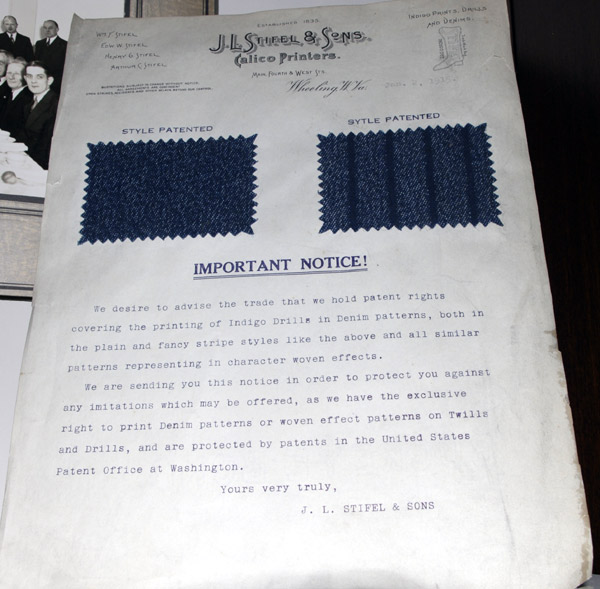 ESTABLISHED 1835.
INDIGO PRINTS, DRILLS
AND DENIMS.
WM. F. STIFEL
EDW. W. STIFEL
HENRY G. STIFEL
ARTHUR C. STIFEL
J.L. STIFEL & SONS.
Calico Printers.
MAIN, FOURTH & WEST STS.
Wheeling, W. Va.
STYLE PATENTED
SYTLE PATENTED
IMPORTANT NOTICE!
We desire to advise the trade that we hold patent rights
covering the printing of Indigo Drills in Denim patterns, both in
the plain and fancy stripe styles like the above and all similar
patterns representing in character woven effects.
We are sending you this notice in order to protect you against
any imitations which may be offered, as we have the exclusive
right to print Denim patterns or woven effect patterns on Twills
and Drills, and are protected by patents in the United States
Patent Office at Washington.
Yours very truly,
J. L. STIFEL & SONS